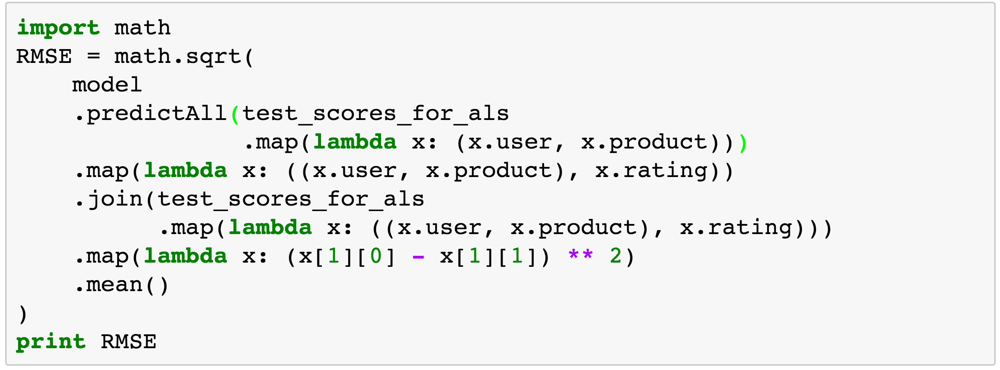 import math
RMSE = math.sqrt(
    model
    .predictAll(test_scores_for_als
                .map(lambda x: (x.user, x.product)))
    .map(lambda x: ((x.user, x.product), x.rating))
    .join(test_scores_for_als
          .map(lambda x: ((x.user, x.product), x.rating)))
    .map(lambda x: (x[1][0] - x[1][1]) ** 2)
    .mean()
)
print RMSE